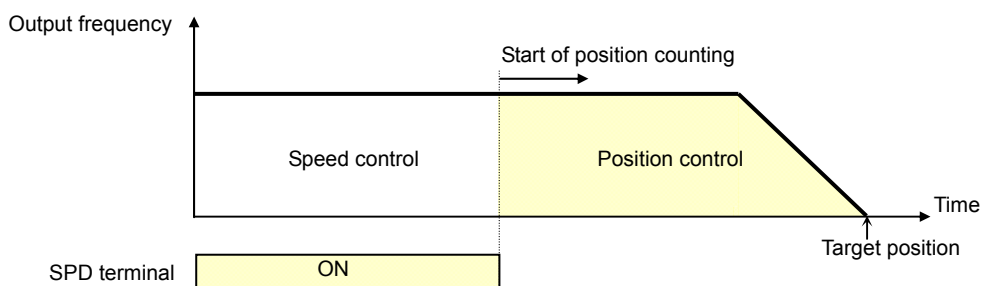 Output frequency
Start of position counting
Speed control
Position control
Time
Target position
SPD terminal
ON